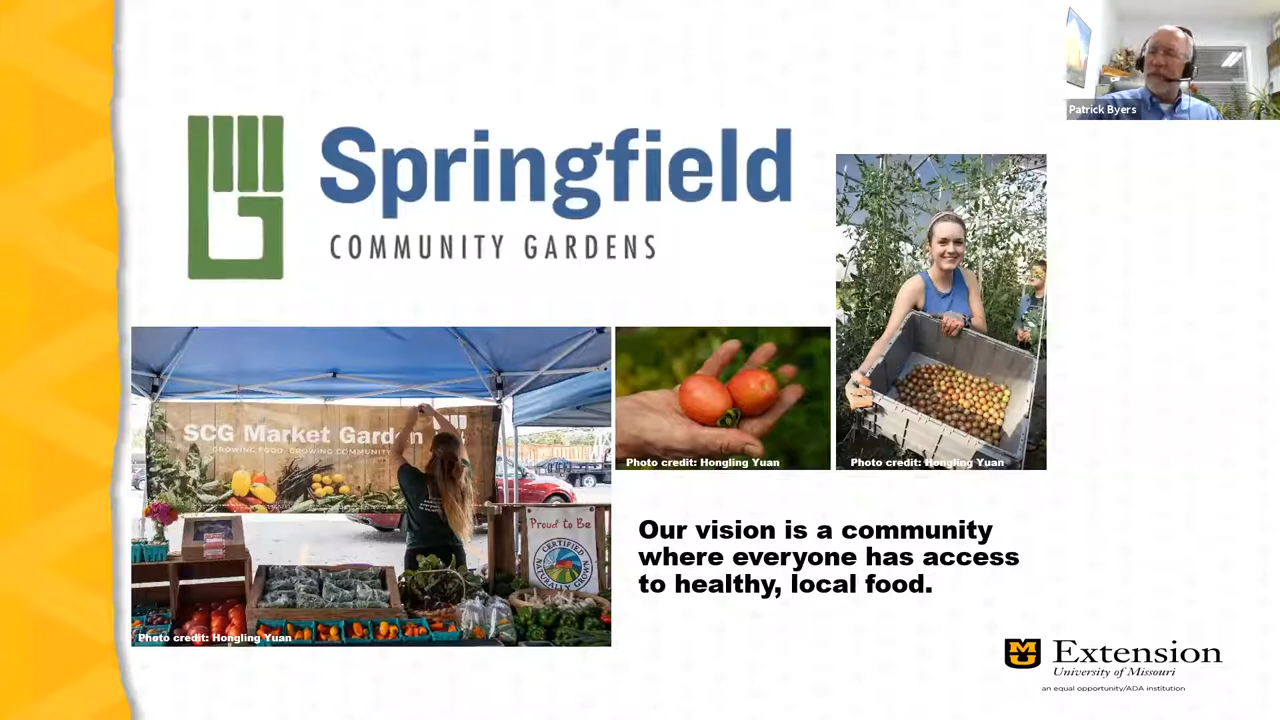 Patrick Byers
Springfield
COMMUNITY GARDENS
SCG Market Garden
GROWING FOOD, GROWING COMMUNITY
Proud to Be
CERTIFIED
NATURALLY GROWN
Photo credit: Hongling Yuan
Photo credit: Hongling Yuan
Photo credit: Hongling Yuan
Our vision is a community
where everyone has access
to healthy, local food.
Extension
University of Missouri
an equal opportunity/ADA institution